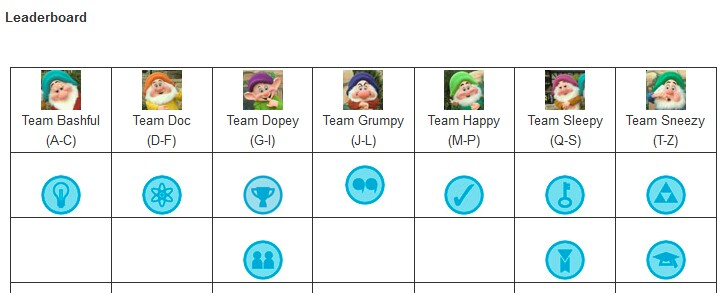 Leaderboard
Team Bashful
(A-C)
Team Doc
(D-F)
Team Dopey
(G-I)
Team Grumpy
(J-L)
Team Happy
(M-P)
Team Sleepy
(Q-S)
Team Sneezy
(T-Z)